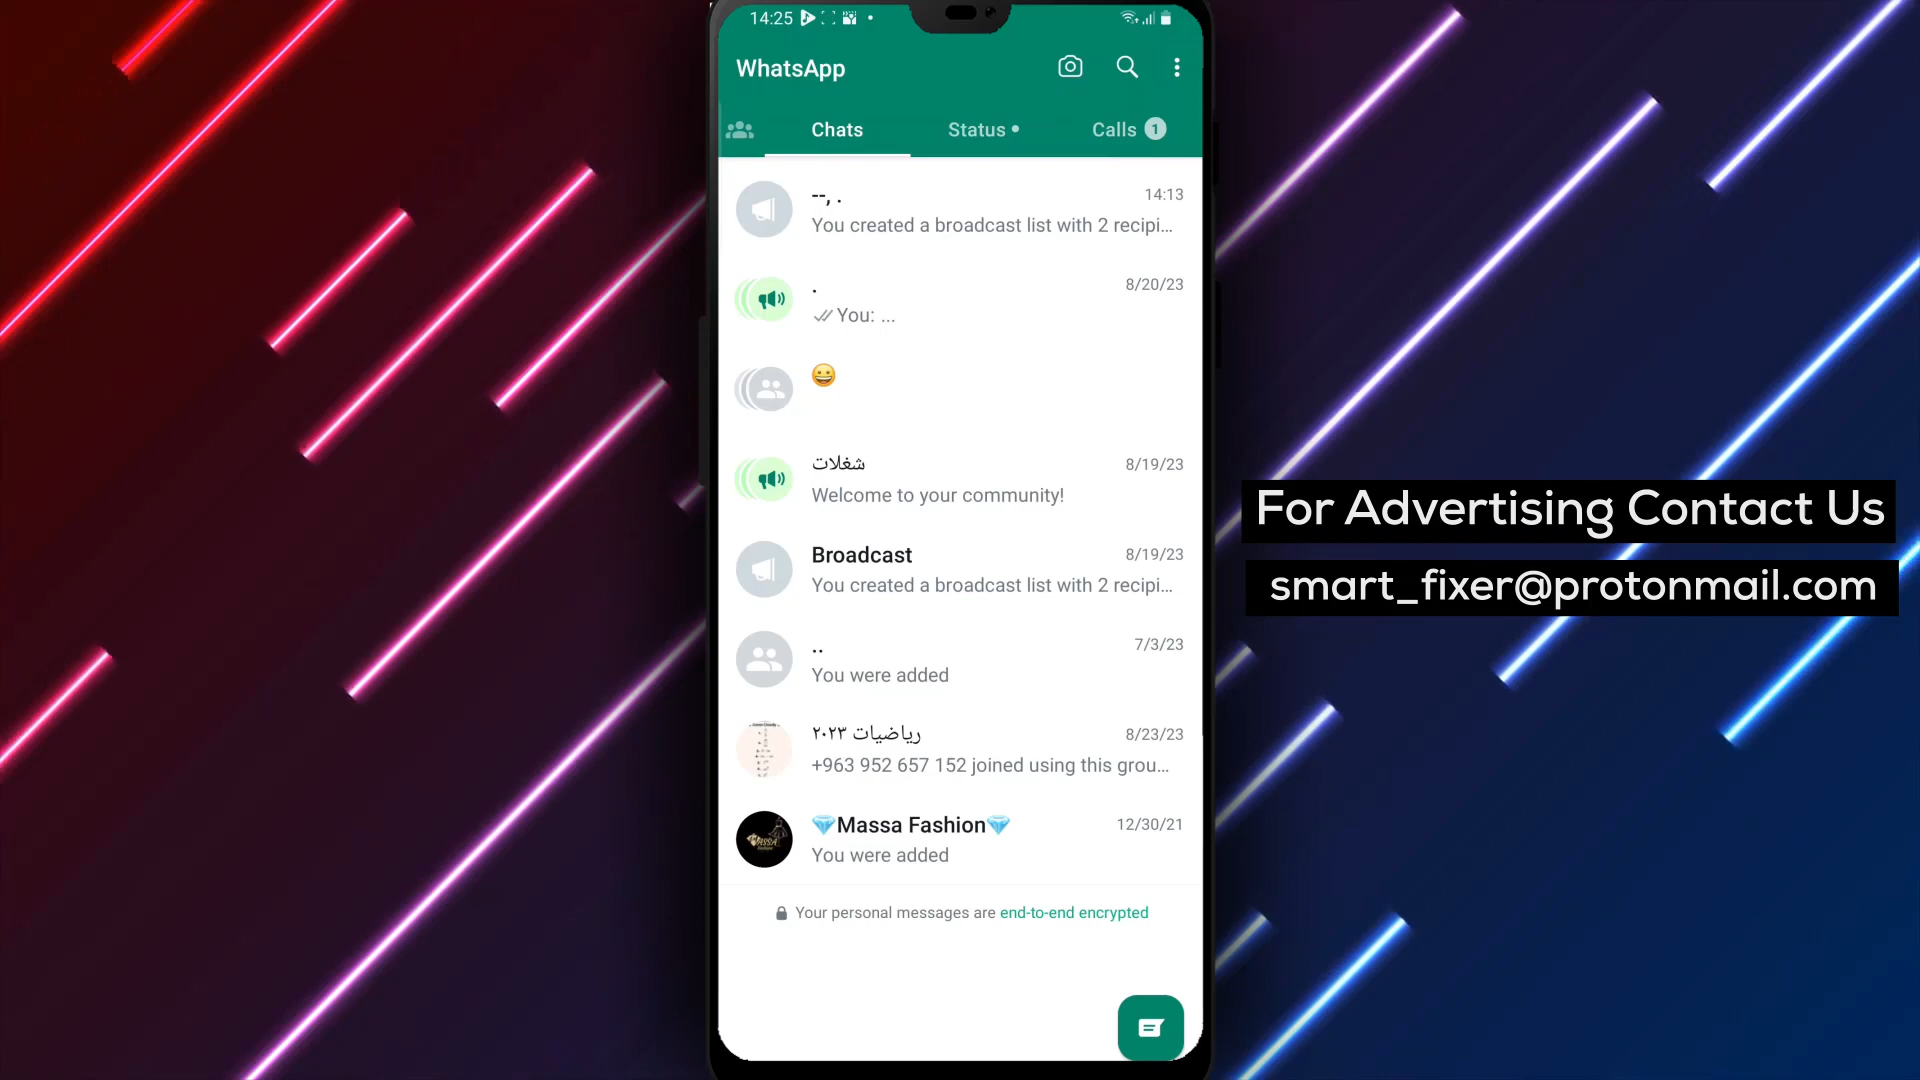 14:25
WhatsApp
Chats
Status
Calls 1
--, .
14:13
You created a broadcast list with 2 recipi...
.
8/20/23
You: ...
😀
شغلات
8/19/23
Welcome to your community!
Broadcast
8/19/23
You created a broadcast list with 2 recipi...
..
7/3/23
You were added
رياضيات ٢٠٢٣
8/23/23
+963 952 657 152 joined using this grou...
💎Massa Fashion💎
12/30/21
You were added
Your personal messages are end-to-end encrypted
For Advertising Contact Us
smart_fixer@protonmail.com